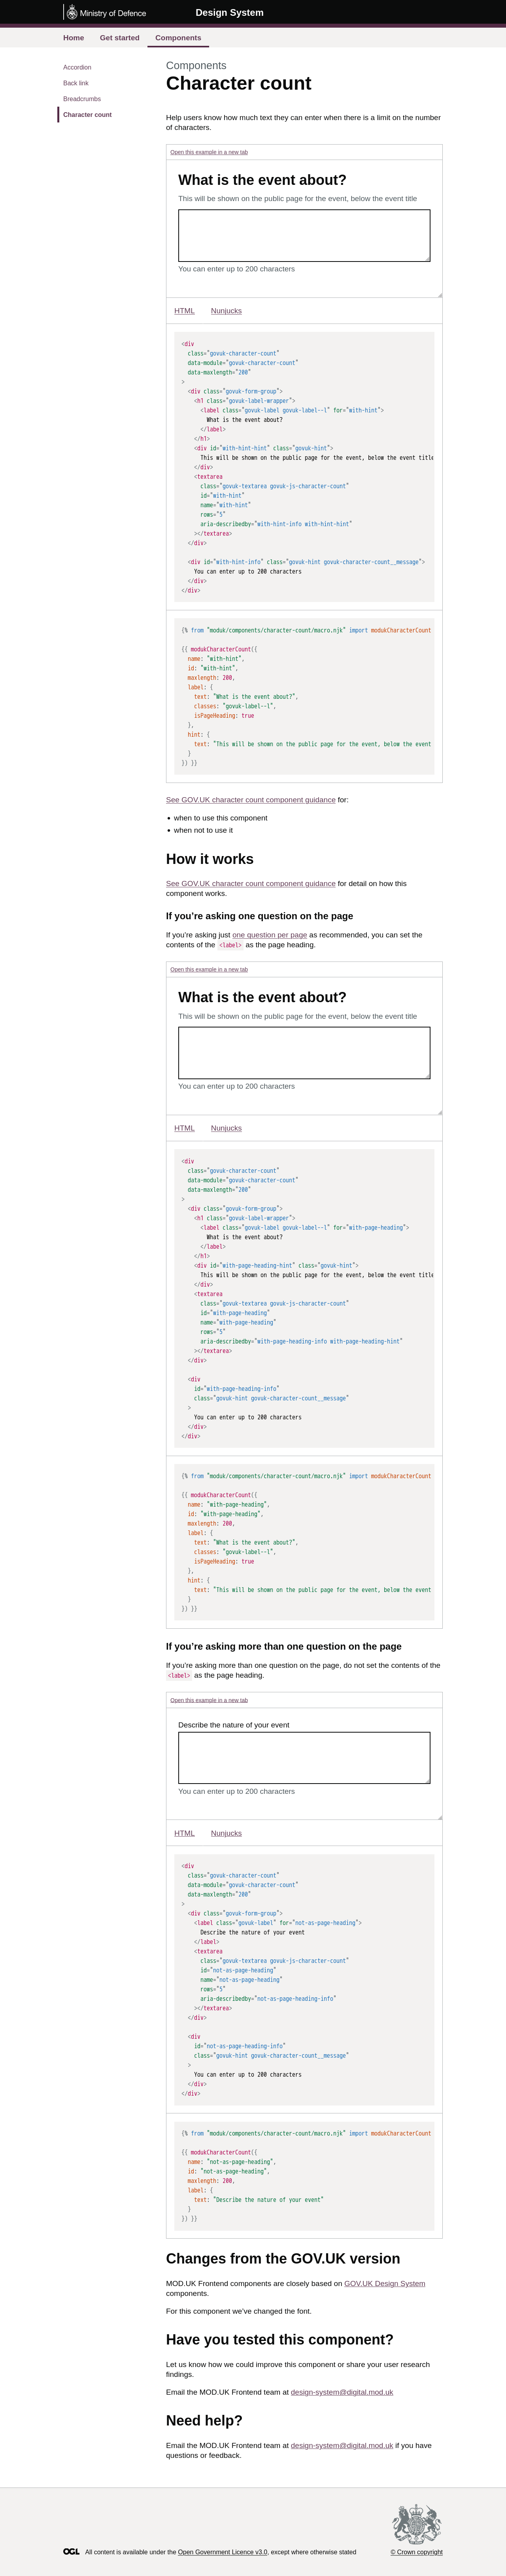 Ministry of Defence
Design System
Home Get started Components
Accordion
Back link
Breadcrumbs
Character count
Components
Character count
Help users know how much text they can enter when there is a limit on the number
of characters.
Open this example in a new tab
What is the event about?
This will be shown on the public page for the event, below the event title
You can enter up to 200 characters
HTML Nunjucks
<div
  class="govuk-character-count"
  data-module="govuk-character-count"
  data-maxlength="200"
>
  <div class="govuk-form-group">
    <h1 class="govuk-label-wrapper">
      <label class="govuk-label govuk-label--l" for="with-hint">
        What is the event about?
      </label>
    </h1>
    <div id="with-hint-hint" class="govuk-hint">
      This will be shown on the public page for the event, below the event title
    </div>
    <textarea
      class="govuk-textarea govuk-js-character-count"
      id="with-hint"
      name="with-hint"
      rows="5"
      aria-describedby="with-hint-info with-hint-hint"
    ></textarea>
  </div>
  <div id="with-hint-info" class="govuk-hint govuk-character-count__message">
    You can enter up to 200 characters
  </div>
</div>
{% from "moduk/components/character-count/macro.njk" import modukCharacterCount
{{ modukCharacterCount({
  name: "with-hint",
  id: "with-hint",
  maxlength: 200,
  label: {
    text: "What is the event about?",
    classes: "govuk-label--l",
    isPageHeading: true
  },
  hint: {
    text: "This will be shown on the public page for the event, below the event
  }
}) }}
See GOV.UK character count component guidance for:
• when to use this component
• when not to use it
How it works
See GOV.UK character count component guidance for detail on how this
component works.
If you’re asking one question on the page
If you’re asking just one question per page as recommended, you can set the
contents of the <label> as the page heading.
Open this example in a new tab
What is the event about?
This will be shown on the public page for the event, below the event title
You can enter up to 200 characters
HTML Nunjucks
<div
  class="govuk-character-count"
  data-module="govuk-character-count"
  data-maxlength="200"
>
  <div class="govuk-form-group">
    <h1 class="govuk-label-wrapper">
      <label class="govuk-label govuk-label--l" for="with-page-heading">
        What is the event about?
      </label>
    </h1>
    <div id="with-page-heading-hint" class="govuk-hint">
      This will be shown on the public page for the event, below the event title
    </div>
    <textarea
      class="govuk-textarea govuk-js-character-count"
      id="with-page-heading"
      name="with-page-heading"
      rows="5"
      aria-describedby="with-page-heading-info with-page-heading-hint"
    ></textarea>
  </div>
  <div
    id="with-page-heading-info"
    class="govuk-hint govuk-character-count__message"
  >
    You can enter up to 200 characters
  </div>
</div>
{% from "moduk/components/character-count/macro.njk" import modukCharacterCount
{{ modukCharacterCount({
  name: "with-page-heading",
  id: "with-page-heading",
  maxlength: 200,
  label: {
    text: "What is the event about?",
    classes: "govuk-label--l",
    isPageHeading: true
  },
  hint: {
    text: "This will be shown on the public page for the event, below the event
  }
}) }}
If you’re asking more than one question on the page
If you’re asking more than one question on the page, do not set the contents of the
<label> as the page heading.
Open this example in a new tab
Describe the nature of your event
You can enter up to 200 characters
HTML Nunjucks
<div
  class="govuk-character-count"
  data-module="govuk-character-count"
  data-maxlength="200"
>
  <div class="govuk-form-group">
    <label class="govuk-label" for="not-as-page-heading">
      Describe the nature of your event
    </label>
    <textarea
      class="govuk-textarea govuk-js-character-count"
      id="not-as-page-heading"
      name="not-as-page-heading"
      rows="5"
      aria-describedby="not-as-page-heading-info"
    ></textarea>
  </div>
  <div
    id="not-as-page-heading-info"
    class="govuk-hint govuk-character-count__message"
  >
    You can enter up to 200 characters
  </div>
</div>
{% from "moduk/components/character-count/macro.njk" import modukCharacterCount
{{ modukCharacterCount({
  name: "not-as-page-heading",
  id: "not-as-page-heading",
  maxlength: 200,
  label: {
    text: "Describe the nature of your event"
  }
}) }}
Changes from the GOV.UK version
MOD.UK Frontend components are closely based on GOV.UK Design System
components.
For this component we’ve changed the font.
Have you tested this component?
Let us know how we could improve this component or share your user research
findings.
Email the MOD.UK Frontend team at design-system@digital.mod.uk
Need help?
Email the MOD.UK Frontend team at design-system@digital.mod.uk if you have
questions or feedback.
OGL All content is available under the Open Government Licence v3.0, except where otherwise stated
© Crown copyright